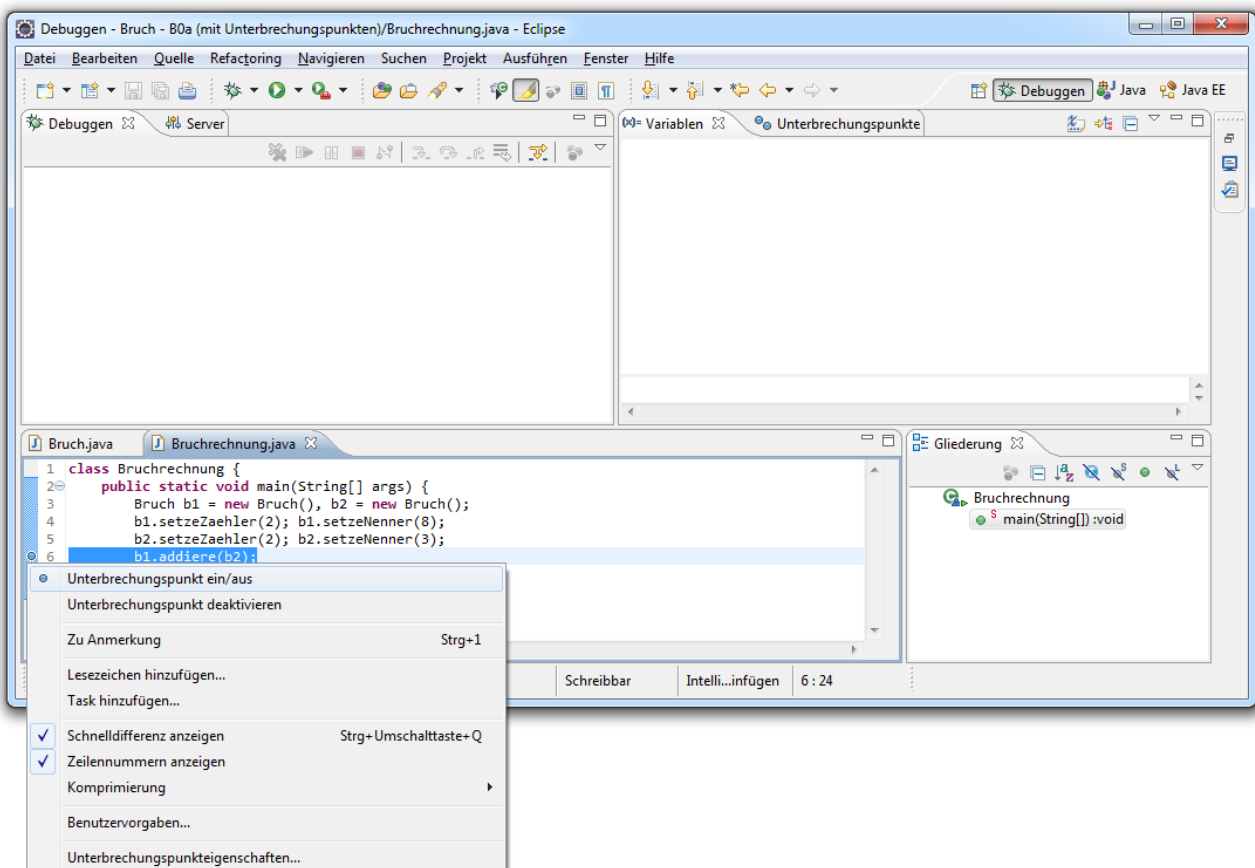 Debuggen - Bruch - B0a (mit Unterbrechungspunkten)/Bruchrechnung.java - Eclipse
Datei Bearbeiten Quelle Refactoring Navigieren Suchen Projekt Ausführen Fenster Hilfe
Debuggen Java Java EE
Debuggen Server
(x)= Variablen Unterbrechungspunkte
Bruch.java Bruchrechnung.java
1 class Bruchrechnung {
2 public static void main(String[] args) {
3 Bruch b1 = new Bruch(), b2 = new Bruch();
4 b1.setzeZaehler(2); b1.setzeNenner(8);
5 b2.setzeZaehler(2); b2.setzeNenner(3);
6 b1.addiere(b2);
Gliederung
Bruchrechnung
S main(String[]) :void
Unterbrechungspunkt ein/aus
Unterbrechungspunkt deaktivieren
Zu Anmerkung Strg+1
Lesezeichen hinzufügen...
Task hinzufügen...
Schnelldifferenz anzeigen Strg+Umschalttaste+Q
Zeilennummern anzeigen
Komprimierung
Benutzervorgaben...
Unterbrechungspunkteigenschaften...
Schreibbar Intelli...infügen 6 : 24